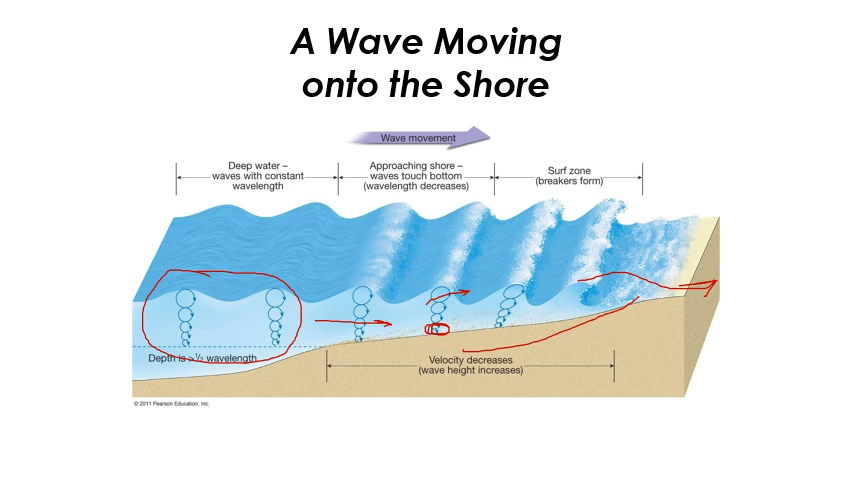 A Wave Moving
onto the Shore
Wave movement
Deep water –
waves with constant
wavelength
Approaching shore –
waves touch bottom
(wavelength decreases)
Surf zone
(breakers form)
Depth is >1/2 wavelength
Velocity decreases
(wave height increases)
© 2011 Pearson Education, Inc.